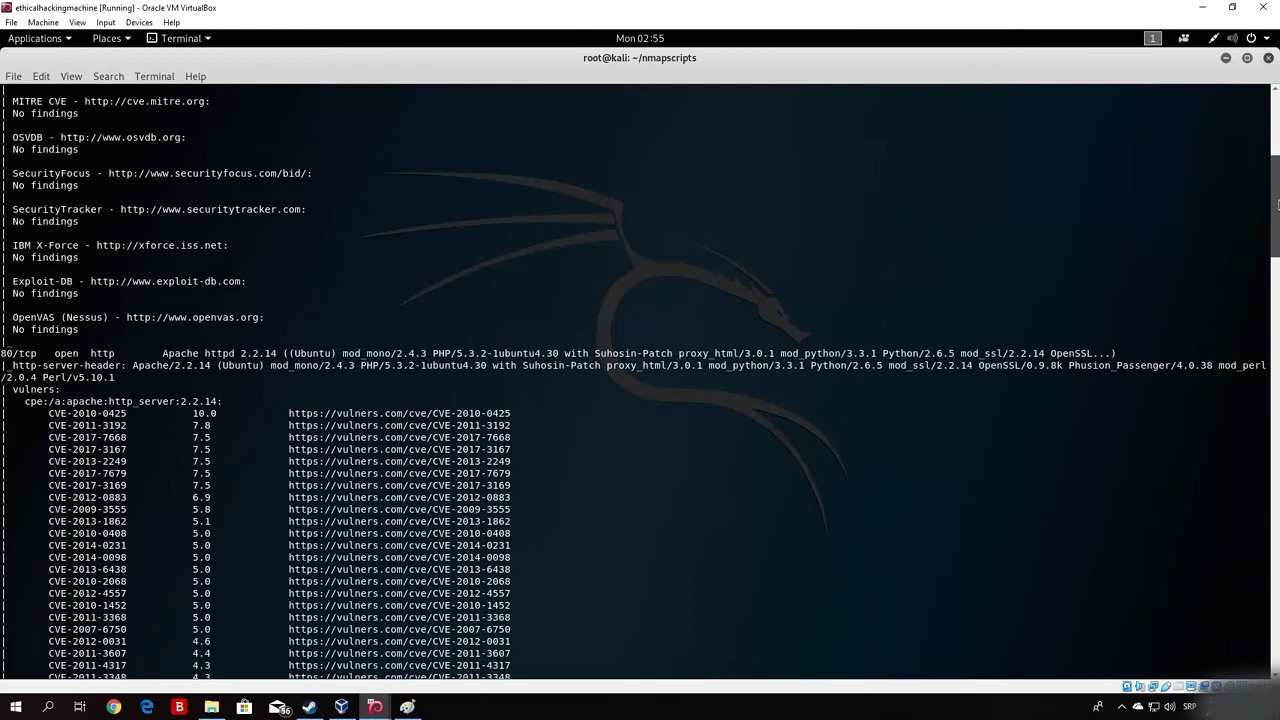 ethicalhackingmachine [Running] - Oracle VM VirtualBox
File Machine View Input Devices Help
Applications Places Terminal Mon 02:55 1
root@kali: ~/nmapscripts
File Edit View Search Terminal Help
|
| MITRE CVE - http://cve.mitre.org:
| No findings
|
| OSVDB - http://www.osvdb.org:
| No findings
|
| SecurityFocus - http://www.securityfocus.com/bid/:
| No findings
|
| SecurityTracker - http://www.securitytracker.com:
| No findings
|
| IBM X-Force - http://xforce.iss.net:
| No findings
|
| Exploit-DB - http://www.exploit-db.com:
| No findings
|
| OpenVAS (Nessus) - http://www.openvas.org:
| No findings
|_
80/tcp open http Apache httpd 2.2.14 ((Ubuntu) mod_mono/2.4.3 PHP/5.3.2-1ubuntu4.30 with Suhosin-Patch proxy_html/3.0.1 mod_python/3.3.1 Python/2.6.5 mod_ssl/2.2.14 OpenSSL...)
|_http-server-header: Apache/2.2.14 (Ubuntu) mod_mono/2.4.3 PHP/5.3.2-1ubuntu4.30 with Suhosin-Patch proxy_html/3.0.1 mod_python/3.3.1 Python/2.6.5 mod_ssl/2.2.14 OpenSSL/0.9.8k Phusion_Passenger/4.0.38 mod_perl
/2.0.4 Perl/v5.10.1
| vulners:
| cpe:/a:apache:http_server:2.2.14:
| CVE-2010-0425 10.0 https://vulners.com/cve/CVE-2010-0425
| CVE-2011-3192 7.8 https://vulners.com/cve/CVE-2011-3192
| CVE-2017-7668 7.5 https://vulners.com/cve/CVE-2017-7668
| CVE-2017-3167 7.5 https://vulners.com/cve/CVE-2017-3167
| CVE-2013-2249 7.5 https://vulners.com/cve/CVE-2013-2249
| CVE-2017-7679 7.5 https://vulners.com/cve/CVE-2017-7679
| CVE-2017-3169 7.5 https://vulners.com/cve/CVE-2017-3169
| CVE-2012-0883 6.9 https://vulners.com/cve/CVE-2012-0883
| CVE-2009-3555 5.8 https://vulners.com/cve/CVE-2009-3555
| CVE-2013-1862 5.1 https://vulners.com/cve/CVE-2013-1862
| CVE-2010-0408 5.0 https://vulners.com/cve/CVE-2010-0408
| CVE-2014-0231 5.0 https://vulners.com/cve/CVE-2014-0231
| CVE-2014-0098 5.0 https://vulners.com/cve/CVE-2014-0098
| CVE-2013-6438 5.0 https://vulners.com/cve/CVE-2013-6438
| CVE-2010-2068 5.0 https://vulners.com/cve/CVE-2010-2068
| CVE-2012-4557 5.0 https://vulners.com/cve/CVE-2012-4557
| CVE-2010-1452 5.0 https://vulners.com/cve/CVE-2010-1452
| CVE-2011-3368 5.0 https://vulners.com/cve/CVE-2011-3368
| CVE-2007-6750 5.0 https://vulners.com/cve/CVE-2007-6750
| CVE-2012-0031 4.6 https://vulners.com/cve/CVE-2012-0031
| CVE-2011-3607 4.4 https://vulners.com/cve/CVE-2011-3607
| CVE-2011-4317 4.3 https://vulners.com/cve/CVE-2011-4317
| CVE-2011-3348 4.3 https://vulners.com/cve/CVE-2011-3348
B 56 SRP